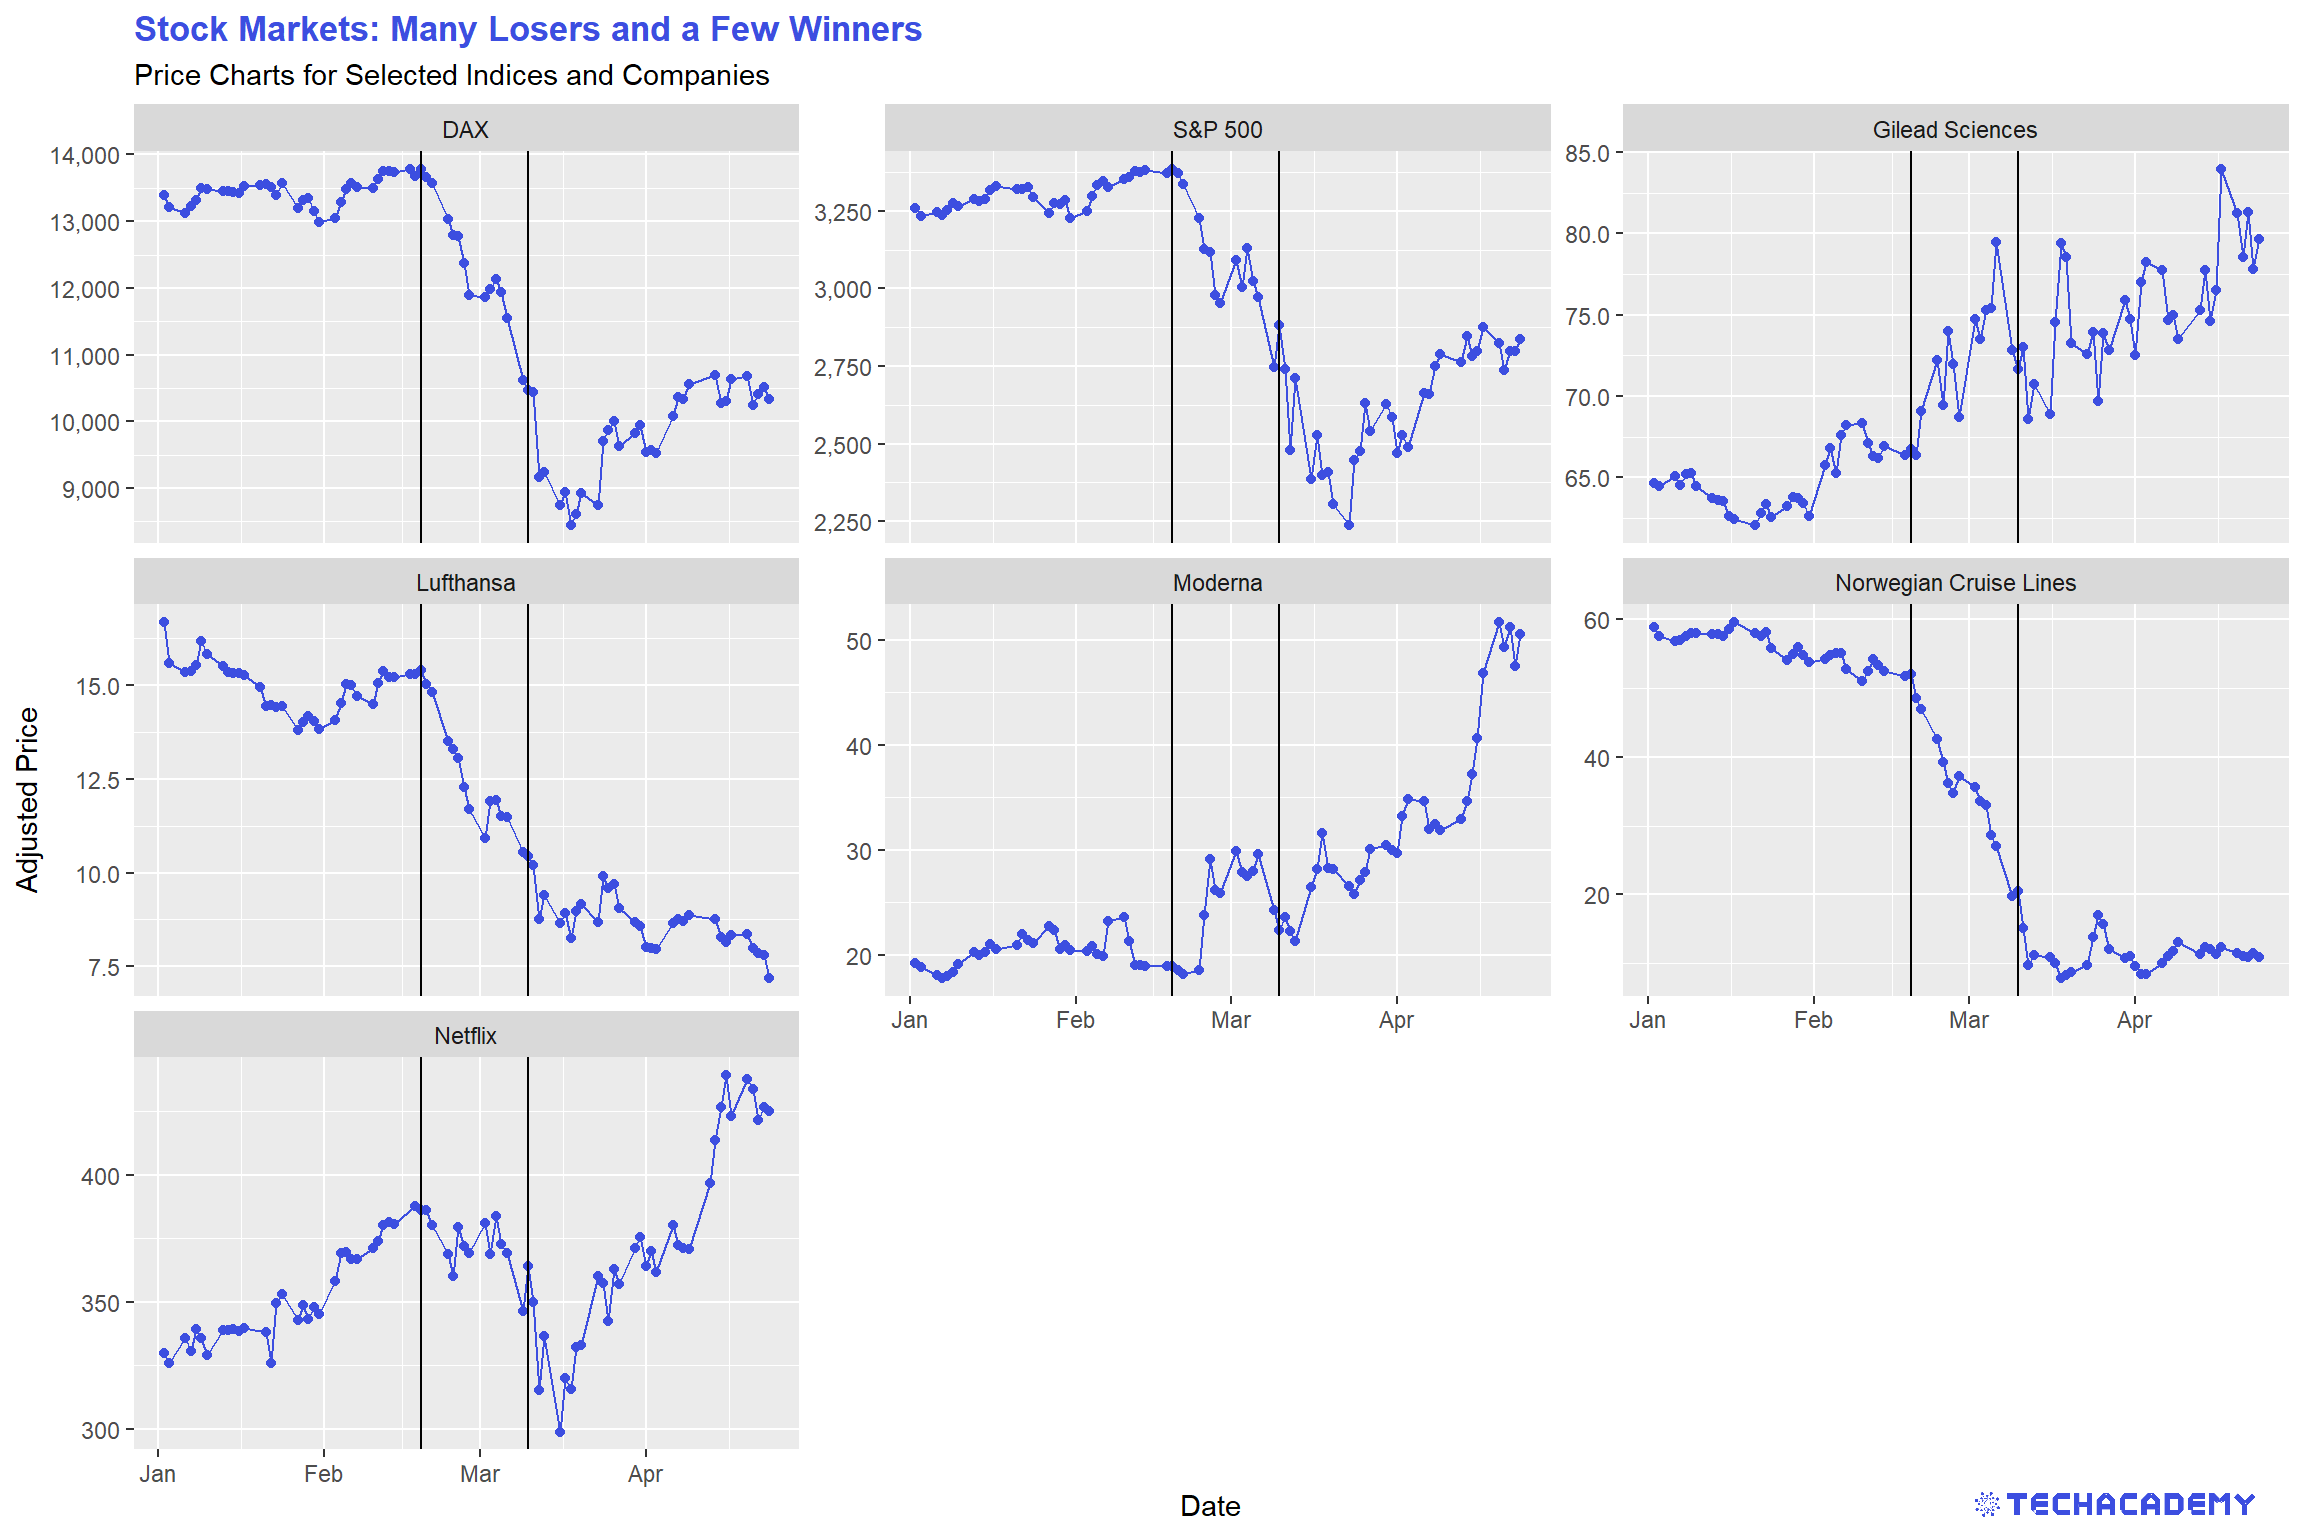 Stock Markets: Many Losers and a Few Winners
Price Charts for Selected Indices and Companies
DAX
14,000
13,000
12,000
11,000
10,000
9,000
S&P 500
3,250
3,000
2,750
2,500
2,250
Gilead Sciences
85.0
80.0
75.0
70.0
65.0
Adjusted Price
Lufthansa
15.0
12.5
10.0
7.5
Moderna
50
40
30
20
Jan Feb Mar Apr
Norwegian Cruise Lines
60
40
20
Jan Feb Mar Apr
Netflix
400
350
300
Jan Feb Mar Apr
Date
TECHACADEMY